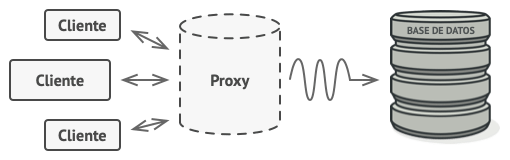 Cliente
Cliente
Cliente
Proxy
BASE DE DATOS